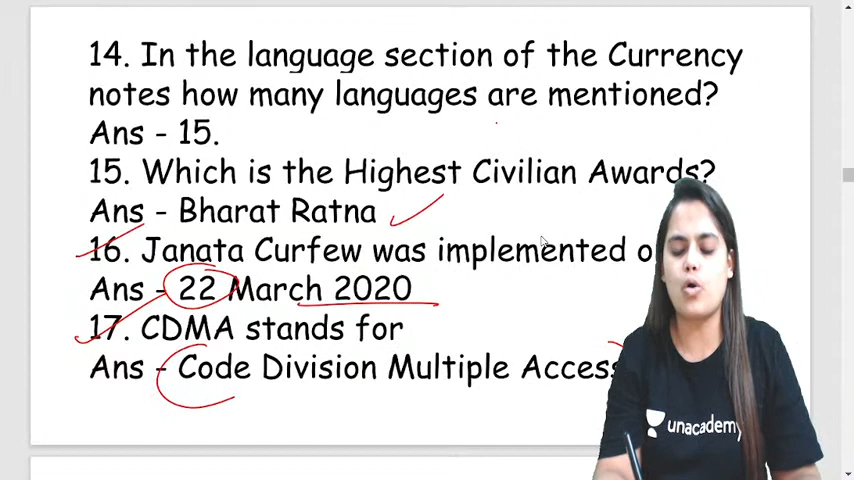 14. In the language section of the Currency
notes how many languages are mentioned?
Ans - 15.
15. Which is the Highest Civilian Awards?
Ans - Bharat Ratna
16. Janata Curfew was implemented
Ans - 22 March 2020
17. CDMA stands for
Ans - Code Division Multiple Access
unacademy